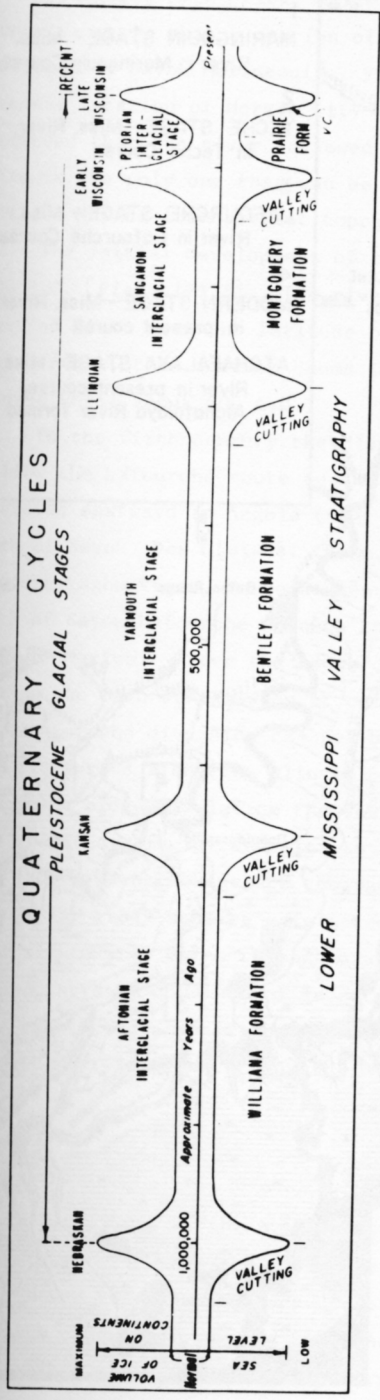 QUATERNARY CYCLES
PLEISTOCENE GLACIAL STAGES
RECENT
NEBRASKAN
AFTONIAN
INTERGLACIAL STAGE
KANSAN
YARMOUTH
INTERGLACIAL STAGE
ILLINOIAN
SANGAMON
INTERGLACIAL STAGE
EARLY
WISCONSIN
PEORIAN
INTER-
GLACIAL
STAGE
LATE
WISCONSIN
MAXIMUM
VOLUME
OF ICE
ON
CONTINENTS
Normal
SEA
LEVEL
LOW
1,000,000
Approximate Years Ago
500,000
Present
VALLEY
CUTTING
WILLIANA FORMATION
VALLEY
CUTTING
BENTLEY FORMATION
VALLEY
CUTTING
MONTGOMERY
FORMATION
VALLEY
CUTTING
PRAIRIE
FORM
V.C.
LOWER MISSISSIPPI VALLEY STRATIGRAPHY